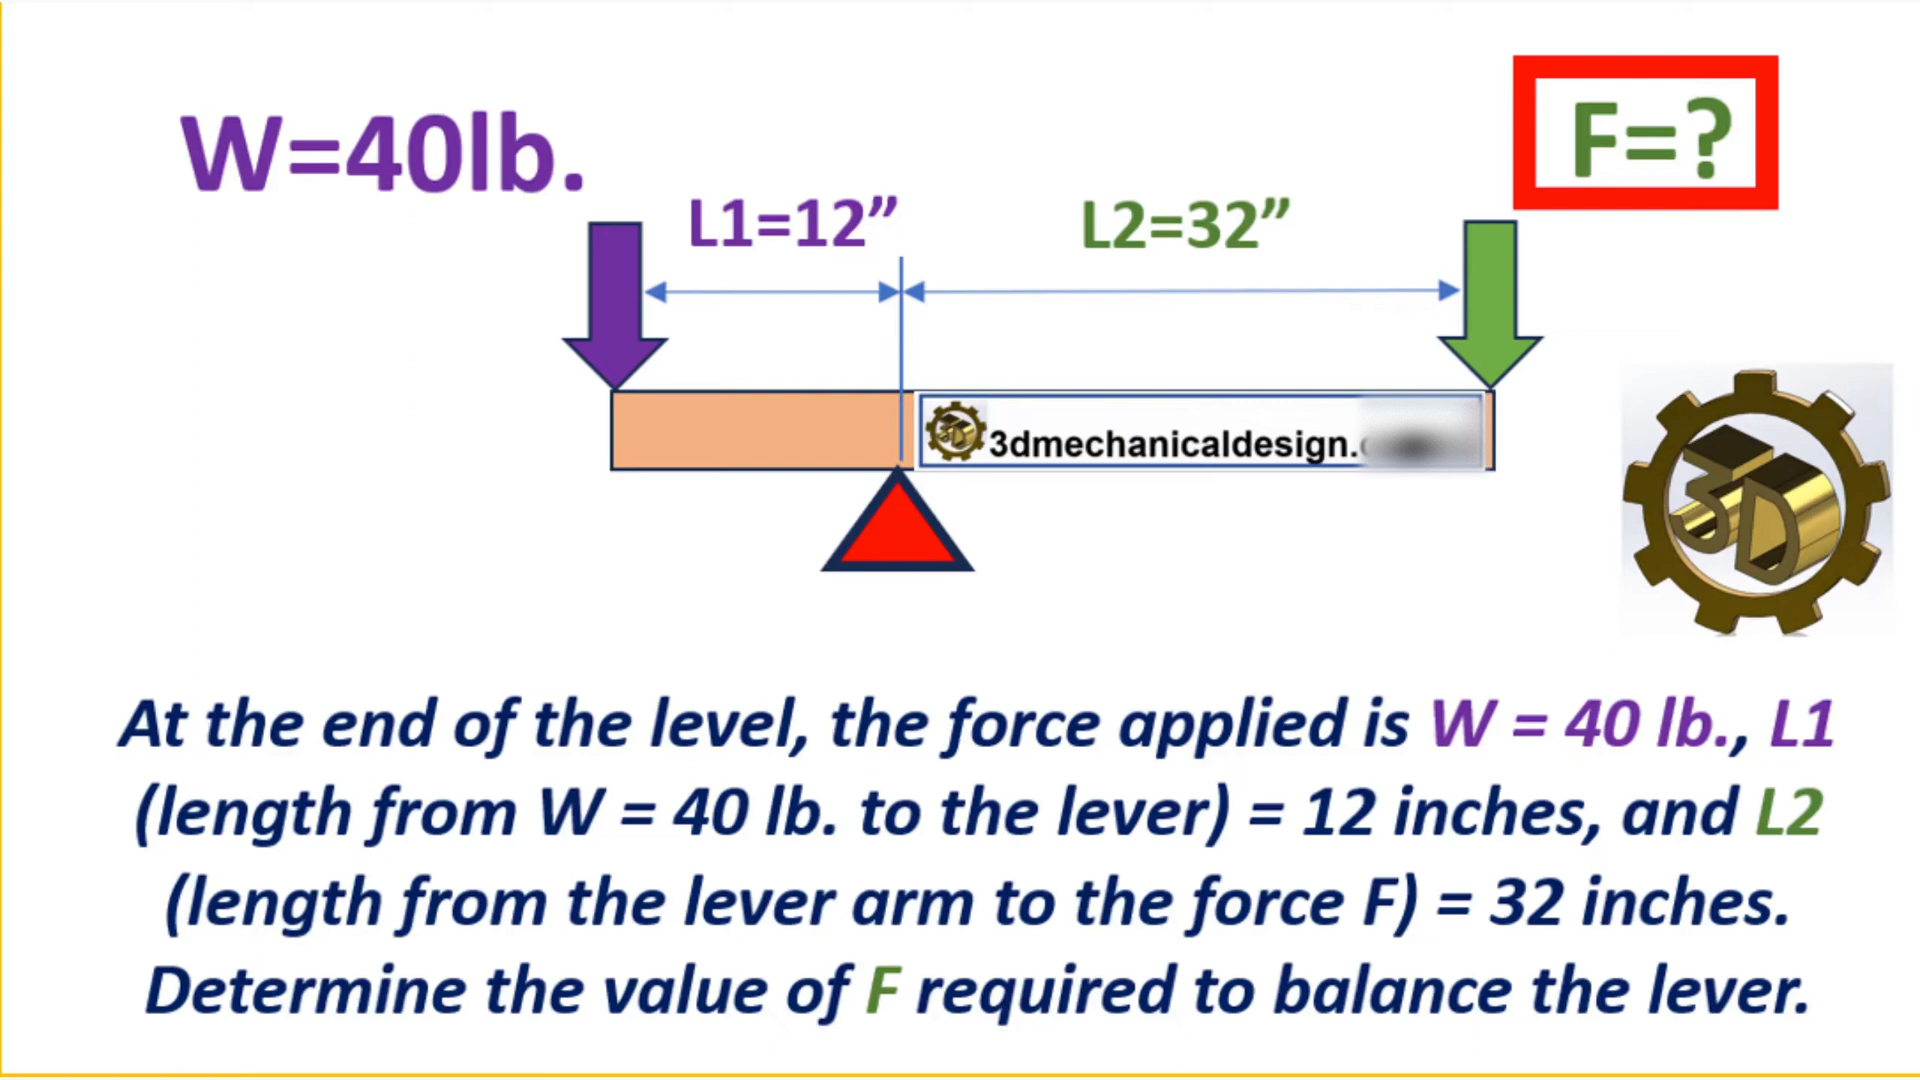 W=40lb.
F=?
L1=12”
L2=32”
3dmechanicaldesign.
3D
At the end of the level, the force applied is W = 40 lb., L1
(length from W = 40 lb. to the lever) = 12 inches, and L2
(length from the lever arm to the force F) = 32 inches.
Determine the value of F required to balance the lever.